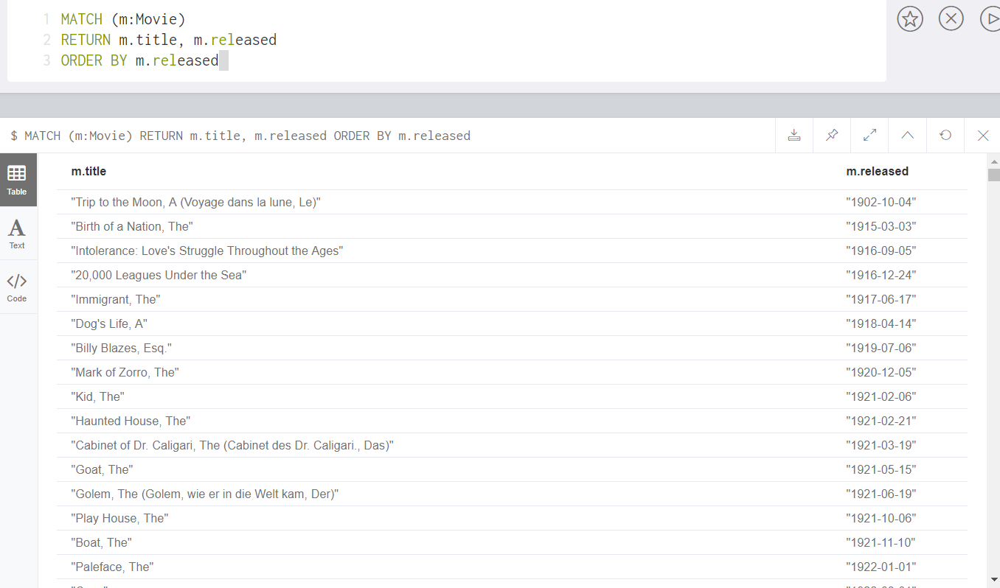 1 MATCH (m:Movie)
2 RETURN m.title, m.released
3 ORDER BY m.released
$ MATCH (m:Movie) RETURN m.title, m.released ORDER BY m.released
Table
A
Text
</>
Code
m.title m.released
"Trip to the Moon, A (Voyage dans la lune, Le)" "1902-10-04"
"Birth of a Nation, The" "1915-03-03"
"Intolerance: Love's Struggle Throughout the Ages" "1916-09-05"
"20,000 Leagues Under the Sea" "1916-12-24"
"Immigrant, The" "1917-06-17"
"Dog's Life, A" "1918-04-14"
"Billy Blazes, Esq." "1919-07-06"
"Mark of Zorro, The" "1920-12-05"
"Kid, The" "1921-02-06"
"Haunted House, The" "1921-02-21"
"Cabinet of Dr. Caligari, The (Cabinet des Dr. Caligari., Das)" "1921-03-19"
"Goat, The" "1921-05-15"
"Golem, The (Golem, wie er in die Welt kam, Der)" "1921-06-19"
"Play House, The" "1921-10-06"
"Boat, The" "1921-11-10"
"Paleface, The" "1922-01-01"